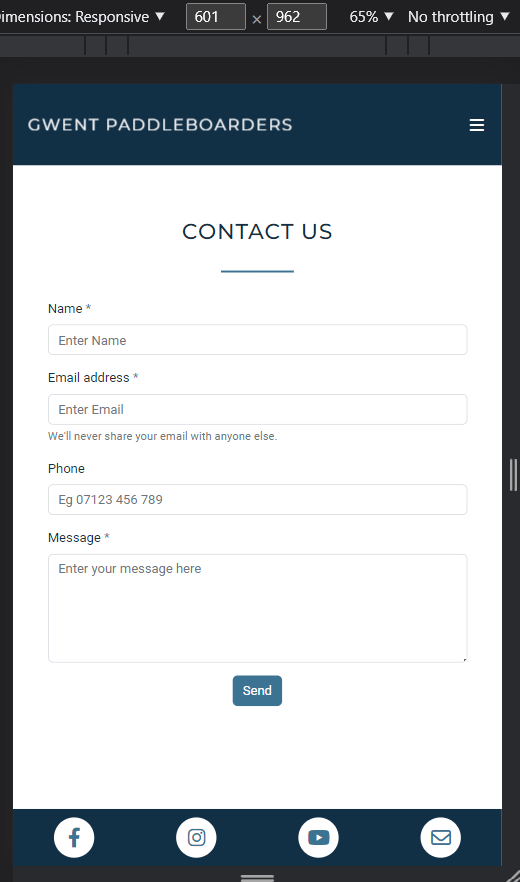 imensions: Responsive ▼ 601 × 962 65% ▼ No throttling ▼
GWENT PADDLEBOARDERS
CONTACT US
Name *
Enter Name
Email address *
Enter Email
We'll never share your email with anyone else.
Phone
Eg 07123 456 789
Message *
Enter your message here
Send